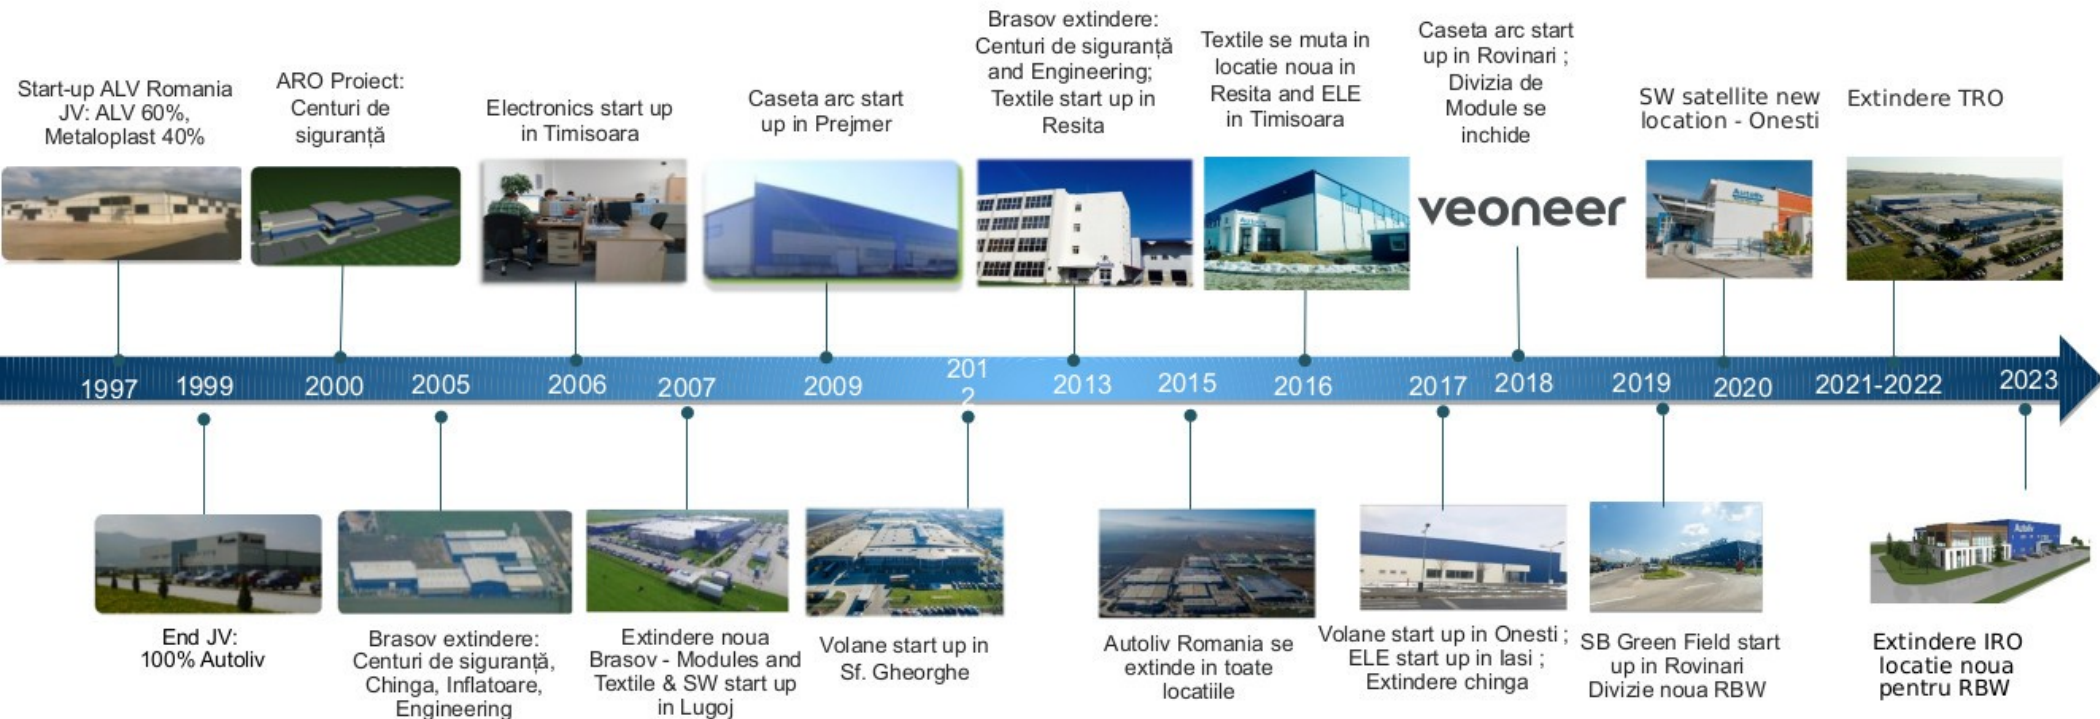 Start-up ALV Romania
JV: ALV 60%,
Metaloplast 40%
ARO Proiect:
Centuri de
siguranță
Electronics start up
in Timisoara
Caseta arc start
up in Prejmer
Brasov extindere:
Centuri de siguranță
and Engineering;
Textile start up in
Resita
Textile se muta in
locatie noua in
Resita and ELE
in Timisoara
Caseta arc start
up in Rovinari ;
Divizia de
Module se
inchide
SW satellite new
location - Onesti
Extindere TRO
Autoliv
veoneer
Autoliv
1997
1999
2000
2005
2006
2007
2009
201
2
2013
2015
2016
2017
2018
2019
2020
2021-2022
2023
Autoliv
End JV:
100% Autoliv
Brasov extindere:
Centuri de siguranță,
Chinga, Inflatoare,
Engineering
Extindere noua
Brasov - Modules and
Textile & SW start up
in Lugoj
Volane start up in
Sf. Gheorghe
Autoliv Romania se
extinde in toate
locatiile
Volane start up in Onesti ;
ELE start up in Iasi ;
Extindere chinga
SB Green Field start
up in Rovinari
Divizie noua RBW
Extindere IRO
locatie noua
pentru RBW